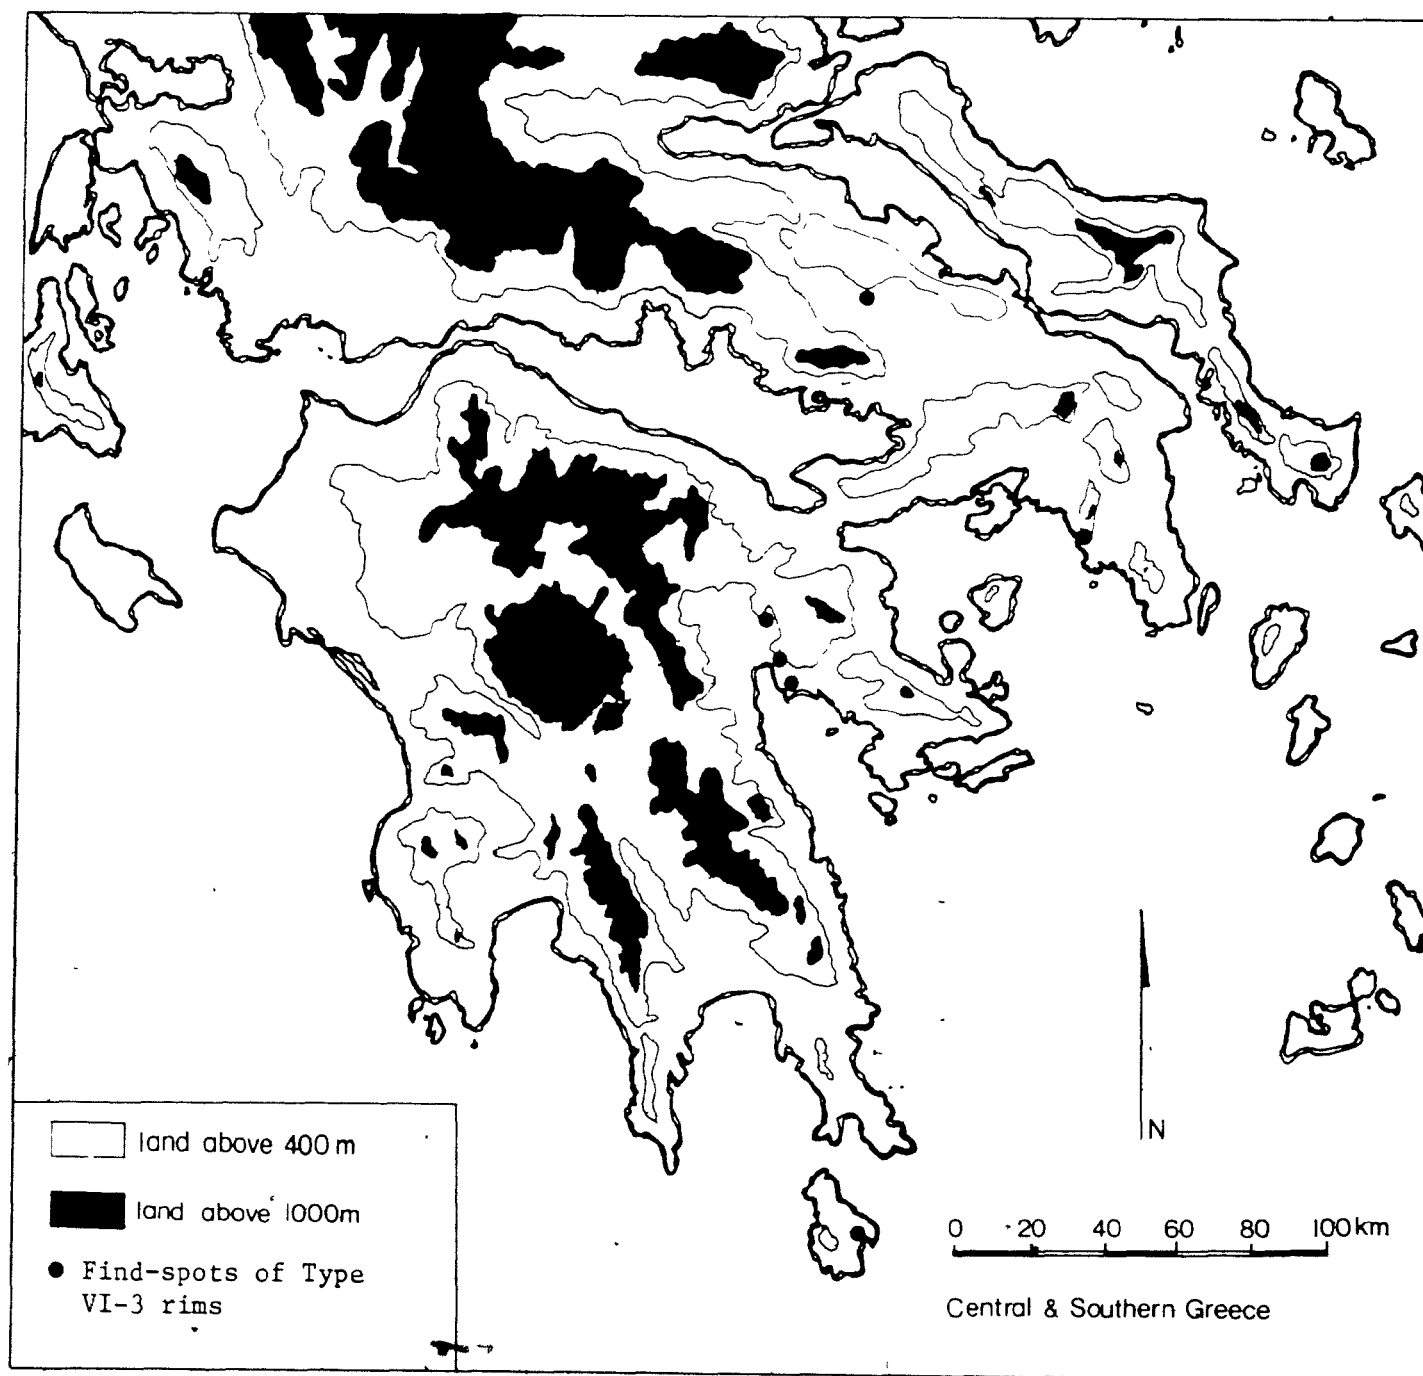 land above 400m
land above 1000m
Find-spots of Type
VI-3 rims
N
0 20 40 60 80 100km
Central & Southern Greece